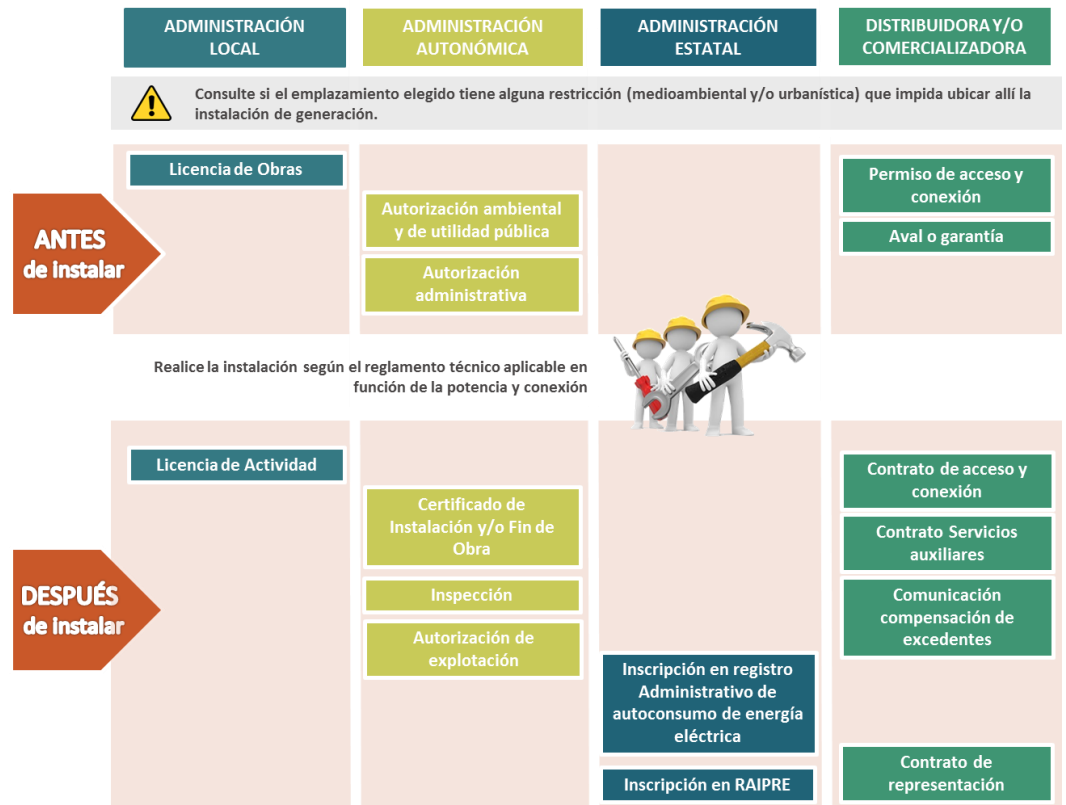 ADMINISTRACIÓN
LOCAL
ADMINISTRACIÓN
AUTONÓMICA
ADMINISTRACIÓN
ESTATAL
DISTRIBUIDORA Y/O
COMERCIALIZADORA
Consulte si el emplazamiento elegido tiene alguna restricción (medioambiental y/o urbanística) que impida ubicar allí la
instalación de generación.
ANTES
de instalar
Licencia de Obras
Autorización ambiental
y de utilidad pública
Autorización
administrativa
Permiso de acceso y
conexión
Aval o garantía
Realice la instalación según el reglamento técnico aplicable en
función de la potencia y conexión
DESPUÉS
de instalar
Licencia de Actividad
Certificado de
Instalación y/o Fin de
Obra
Inspección
Autorización de
explotación
Inscripción en registro
Administrativo de
autoconsumo de energía
eléctrica
Inscripción en RAIPRE
Contrato de acceso y
conexión
Contrato Servicios
auxiliares
Comunicación
compensación de
excedentes
Contrato de
representación